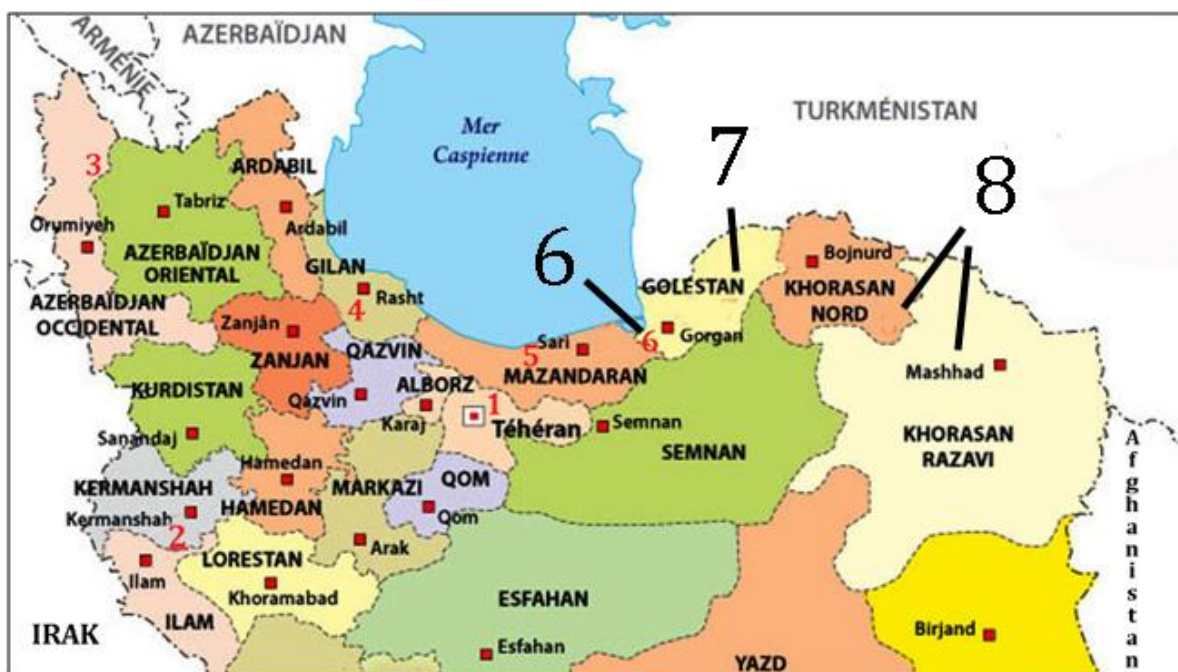 AZERBAÏDJAN
ARMÉNIE
TURKMÉNISTAN
Mer
Caspienne
7
8
3
ARDABIL
Tabriz
Orumiyeh
Ardabil
6
Bojnurd
AZERBAÏDJAN
ORIENTAL
GILAN
GOLESTAN
KHORASAN
NORD
Rasht
AZERBAÏDJAN
OCCIDENTAL
4
Zanjân
ZANJAN
QAZVIN
5
Sari
6
Gorgan
MAZANDARAN
Mashhad
KURDISTAN
Qazvin
ALBORZ
Karaj
1
Téhéran
Semnan
Sanandaj
SEMNAN
KHORASAN
RAZAVI
Hamedan
KERMANSHAH
HAMEDAN
MARKAZI
QOM
Kermanshah
Qom
2
Arak
LORESTAN
Ilam
Khoramabad
ILAM
ESFAHAN
IRAK
Esfahan
Birjand
YAZD
Afghanistan